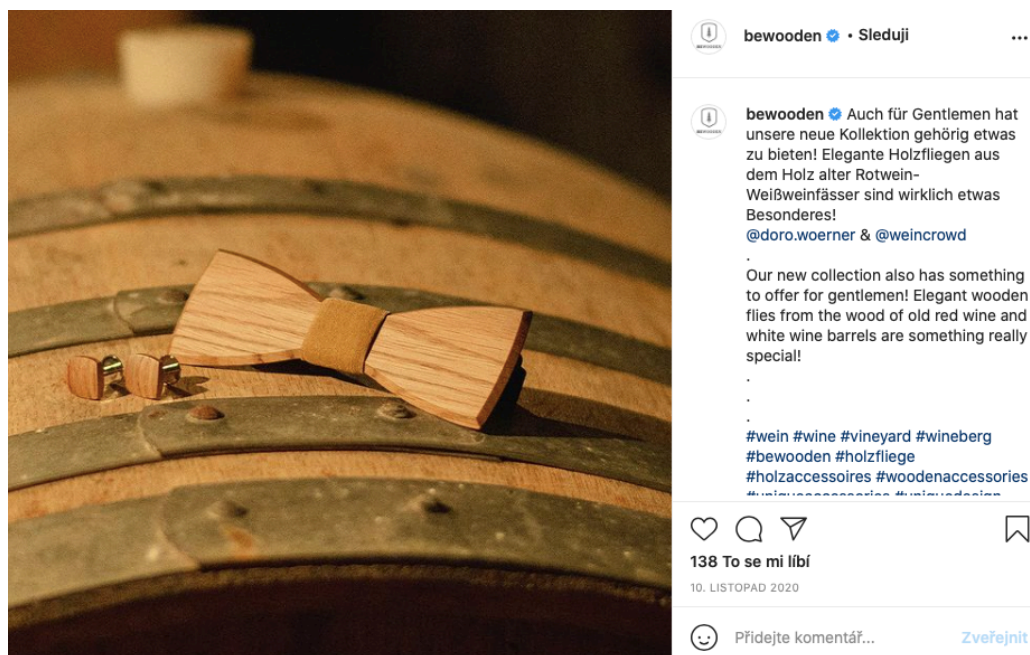 bewooden • Sleduji
bewooden Auch für Gentlemen hat
unsere neue Kollektion gehörig etwas
zu bieten! Elegante Holzfliegen aus
dem Holz alter Rotwein-
Weißweinfässer sind wirklich etwas
Besonderes!
@doro.woerner & @weincrowd
.
Our new collection also has something
to offer for gentlemen! Elegant wooden
flies from the wood of old red wine and
white wine barrels are something really
special!
.
.
.
#wein #wine #vineyard #wineberg
#bewooden #holzfliege
#holzaccessoires #woodenaccessories
#uniqueaccessories #uniquedesign
138 To se mi líbí
10. LISTOPAD 2020
Přidejte komentář...
Zveřejnit